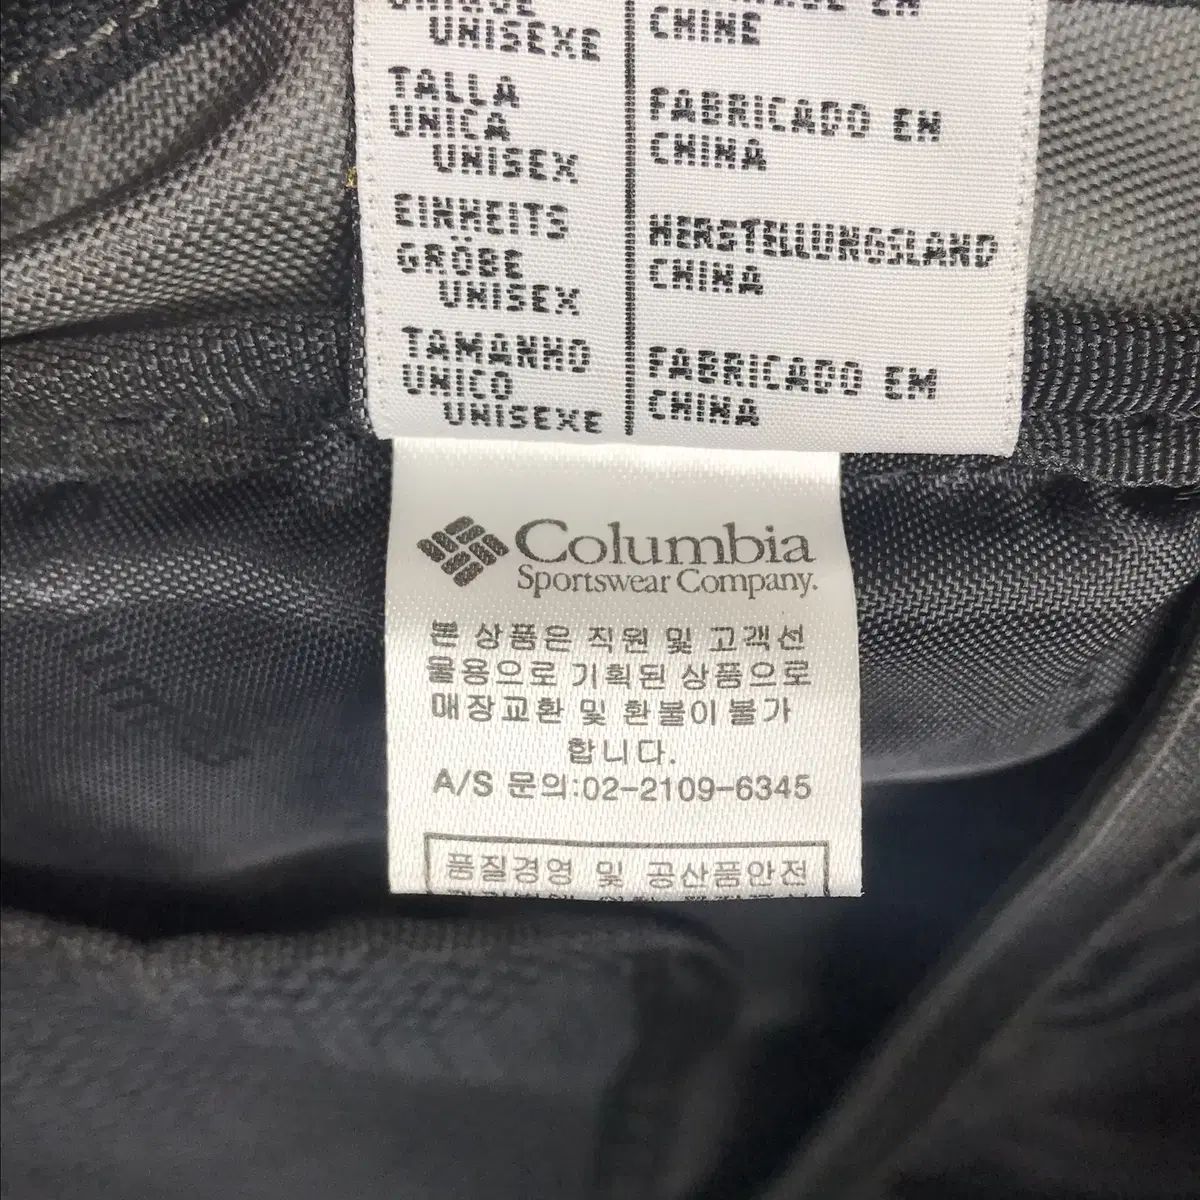 UNISEXE
CHINE
TALLA
UNICA
UNISEX
FABRICADO EN
CHINA
EINHEITS
GRÖBE
UNISEX
HERSTELLUNGSLAND
CHINA
TAMANHO
UNICO
UNISEXE
FABRICADO EM
CHINA
Columbia
Sportswear Company.
본 상품은 직원 및 고객선
물용으로 기획된 상품으로
매장교환 및 환불이 불가
합니다.
A/S 문의:02-2109-6345
품질경영 및 공산품안전